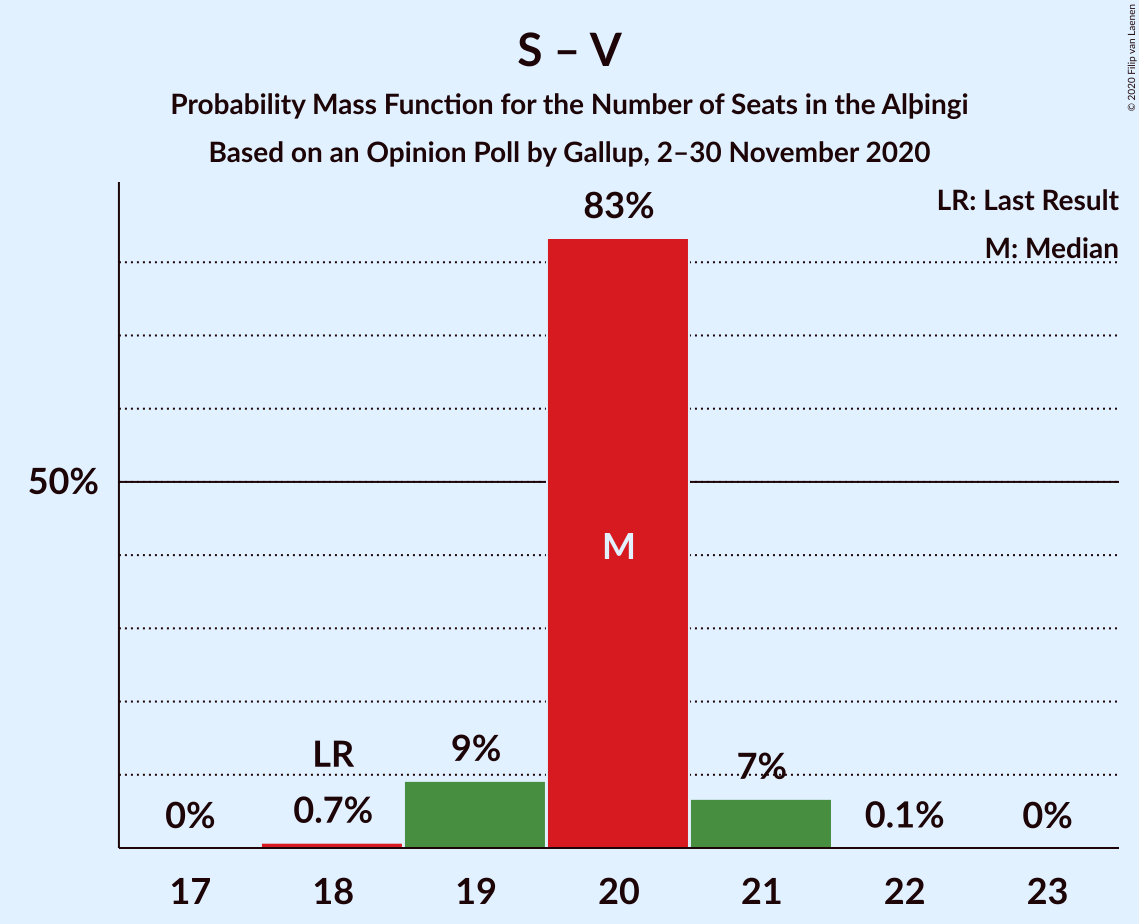 S – V
Probability Mass Function for the Number of Seats in the Alþingi
Based on an Opinion Poll by Gallup, 2–30 November 2020
© 2020 Filip van Laenen
LR: Last Result
M: Median
83%
50%
M
LR
9%
7%
0%
0.7%
0.1%
0%
17
18
19
20
21
22
23